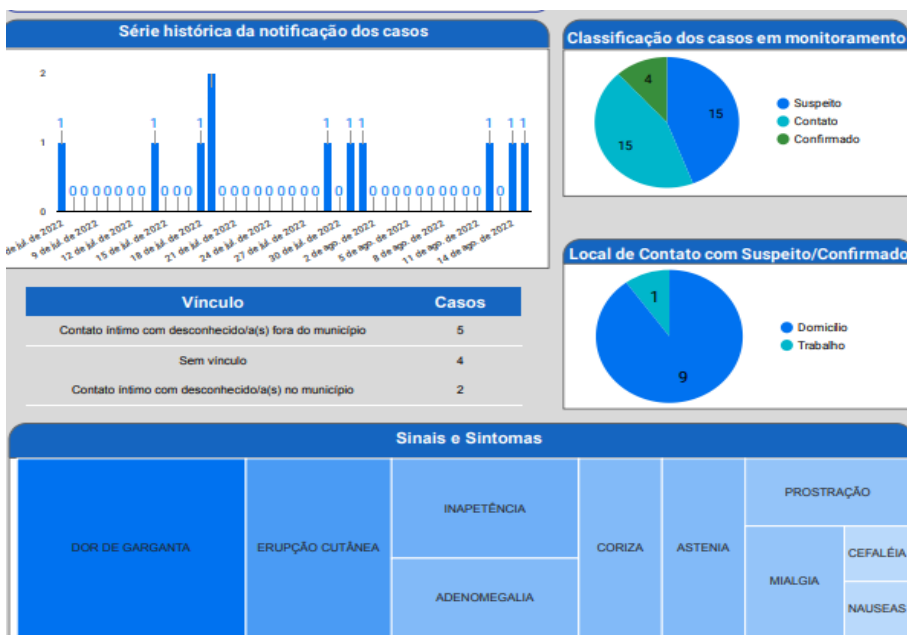 Série histórica da notificação dos casos
2
1
0
1 0 0 0 0 0 0 0 1 0 0 0 1 0 0 0 0 0 0 0 0 0 1 0 1 1 0 0 0 0 0 0 0 0 0 0 1 0 1 1
de jul. de 2022
9 de jul. de 2022
12 de jul. de 2022
15 de jul. de 2022
18 de jul. de 2022
21 de jul. de 2022
24 de jul. de 2022
27 de jul. de 2022
30 de jul. de 2022
2 de ago. de 2022
5 de ago. de 2022
8 de ago. de 2022
11 de ago. de 2022
14 de ago. de 2022
Classificação dos casos em monitoramento
4
15
15
Suspeito
Contato
Confirmado
Vínculo Casos
Contato íntimo com desconhecido/a(s) fora do município 5
Sem vínculo 4
Contato íntimo com desconhecido/a(s) no município 2
Local de Contato com Suspeito/Confirmado
1
9
Domicílio
Trabalho
Sinais e Sintomas
DOR DE GARGANTA
ERUPÇÃO CUTÂNEA
INAPETÊNCIA
ADENOMEGALIA
CORIZA
ASTENIA
PROSTRAÇÃO
MIALGIA
CEFALÉIA
NAUSEAS